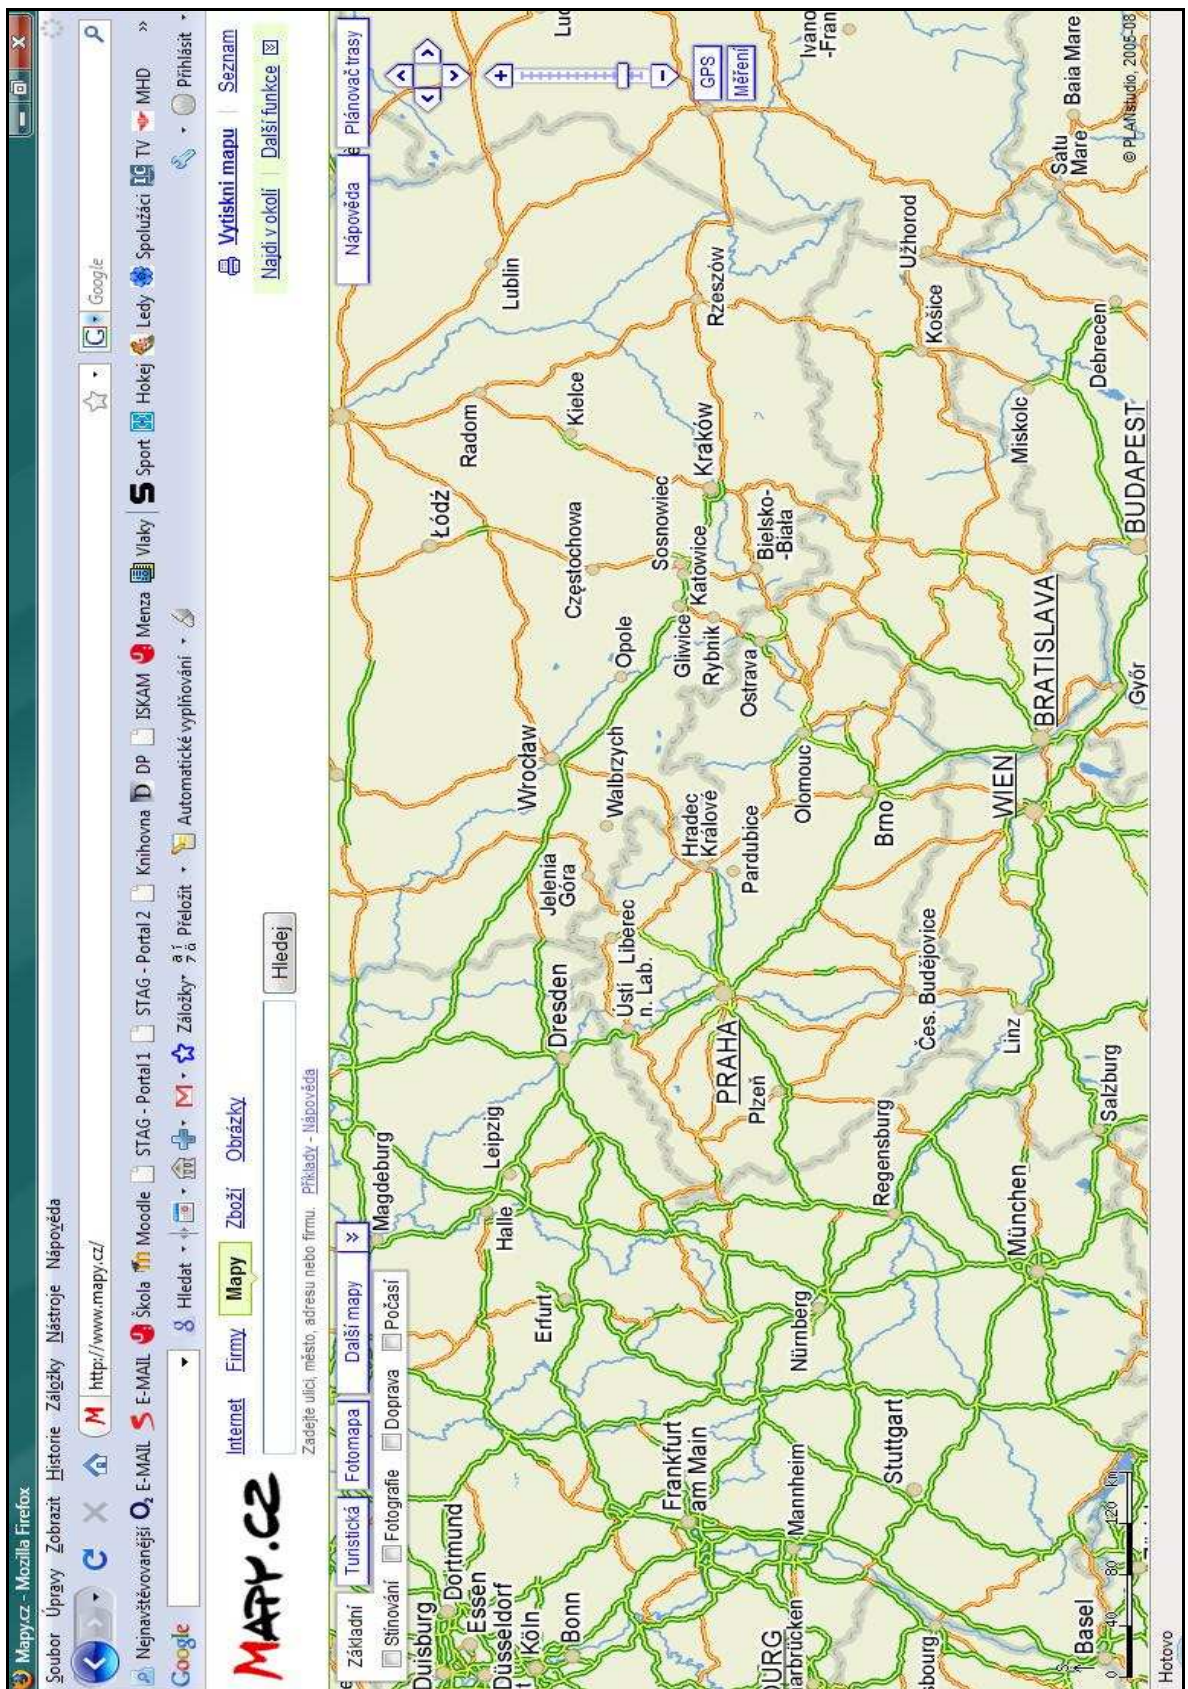 Mapy.cz - Mozilla Firefox
Soubor Úpravy Zobrazit Historie Záložky Nástroje Nápověda
http://www.mapy.cz/
Google
Nejnavštěvovanější O2 E-MAIL E-MAIL Škola Moodle STAG - Portal 1 STAG - Portal 2 Knihovna DP ISKAM Menza Vlaky Sport Hokej Ledy Spolužáci TV MHD »
Google Hledat Záložky Přeložit Automatické vyplňování Přihlásit
MAPY.CZ
Internet Firmy Mapy Zboží Obrázky
Vytiskni mapu Seznam
Hledej
Najdi v okolí Další funkce
Zadejte ulici, město, adresu nebo firmu. Příklady - Nápověda
Základní Turistická Fotomapa Další mapy
Nápověda Plánovač trasy
Stínování Fotografie Doprava Počasí
Magdeburg
Łódź
Duisburg
Dortmund
Essen
Düsseldorf
Köln
Bonn
Halle
Leipzig
Radom
Lublin
Erfurt
Dresden
Jelenia
Góra
Wrocław
Częstochowa
Kielce
Wałbrzych
Opole
Ústí
n. Lab.
Liberec
Frankfurt
am Main
Hradec
Králové
Gliwice
Rybnik
Katowice
Sosnowiec
Kraków
Rzeszów
GPS
Měření
PRAHA
Plzeň
Pardubice
Ostrava
Bielsko-
-Biała
Mannheim
Nürnberg
Olomouc
Ivano
-Fran
Regensburg
Brno
Stuttgart
Čes. Budějovice
Užhorod
Košice
München
Linz
WIEN
BRATISLAVA
Miskolc
Satu
Mare
Baia Mare
Basel
Salzburg
Győr
BUDAPEST
Debrecen
0 40 80 120 km
© PLANstudio, 2005-08
Hotovo